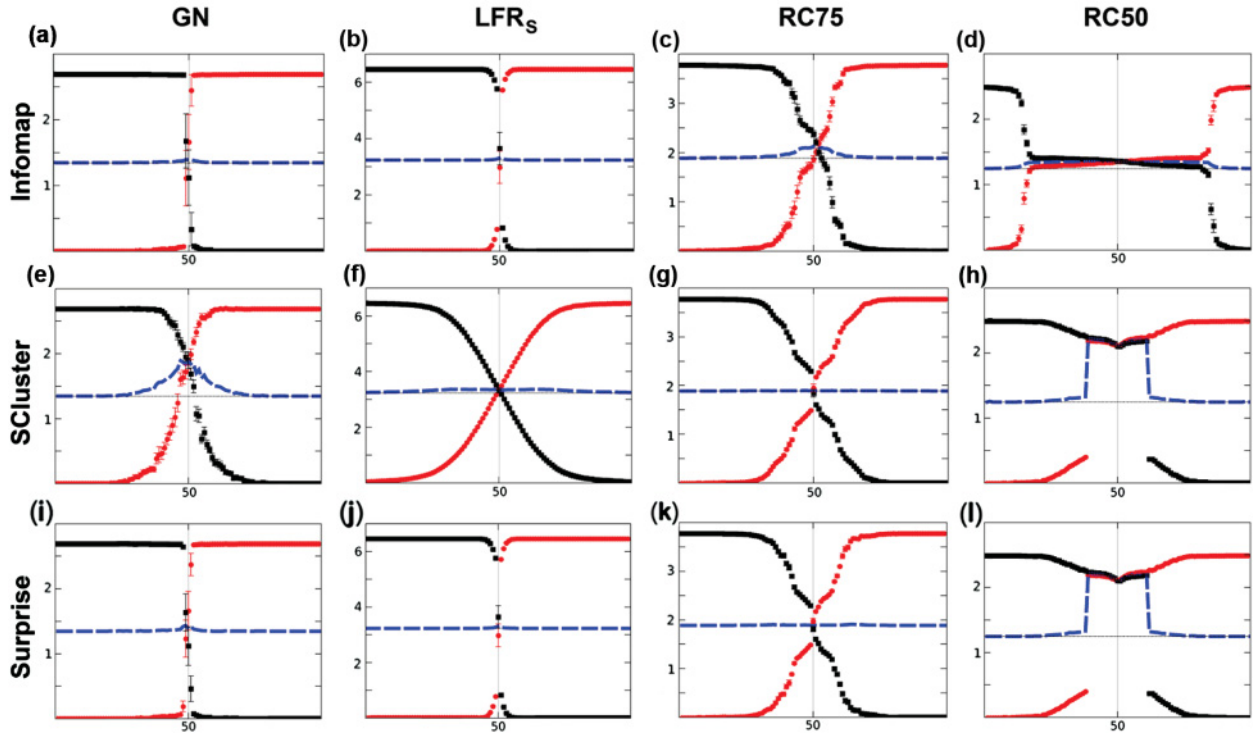 GN LFRS RC75 RC50
(a) (b) (c) (d)
Infomap
2 6 3 2
1 4 2 1
2 1
50 50 50 50
(e) (f) (g) (h)
SCluster
2 6 3 2
1 4 2 1
2 1
50 50 50 50
(i) (j) (k) (l)
Surprise
2 6 3 2
1 4 2 1
2 1
50 50 50 50